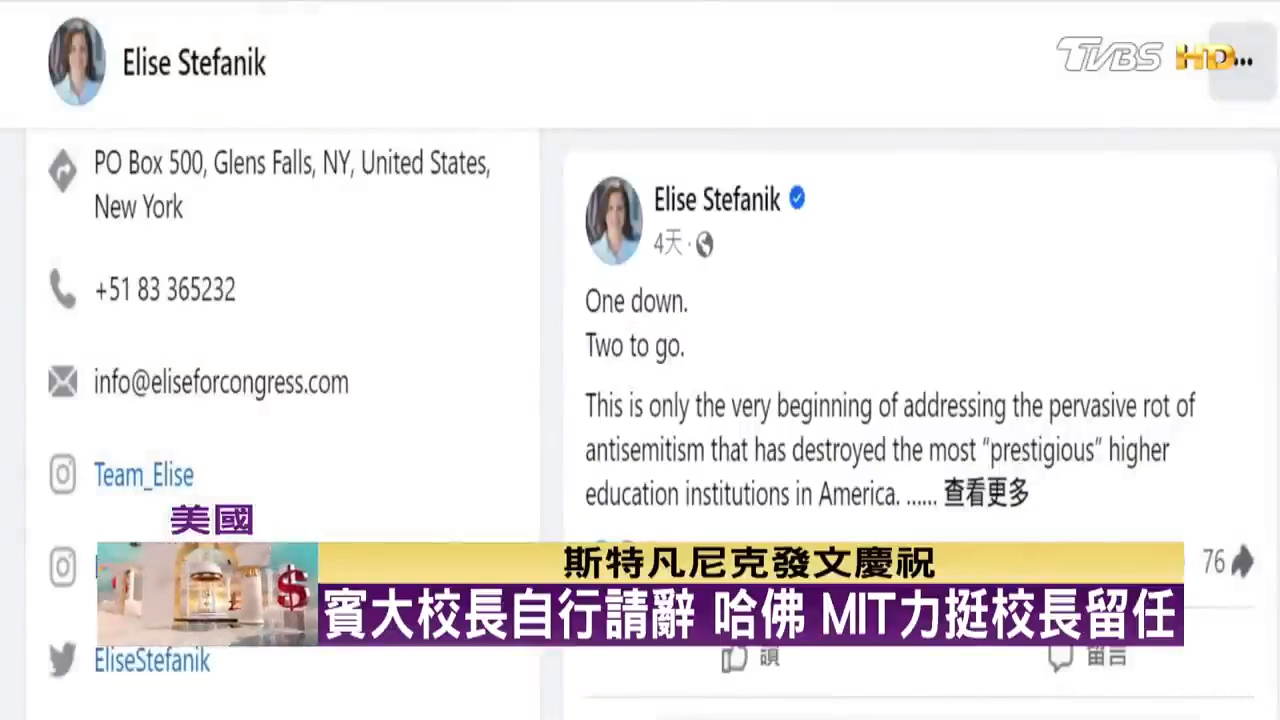 Elise Stefanik
TVBS HD
PO Box 500, Glens Falls, NY, United States,
New York
+51 83 365232
info@eliseforcongress.com
Team_Elise
EliseStefanik
Elise Stefanik
4天
One down.
Two to go.
This is only the very beginning of addressing the pervasive rot of
antisemitism that has destroyed the most “prestigious” higher
education institutions in America. ...... 查看更多
76
讚
留言
美國
$
斯特凡尼克發文慶祝
賓大校長自行請辭 哈佛 MIT力挺校長留任